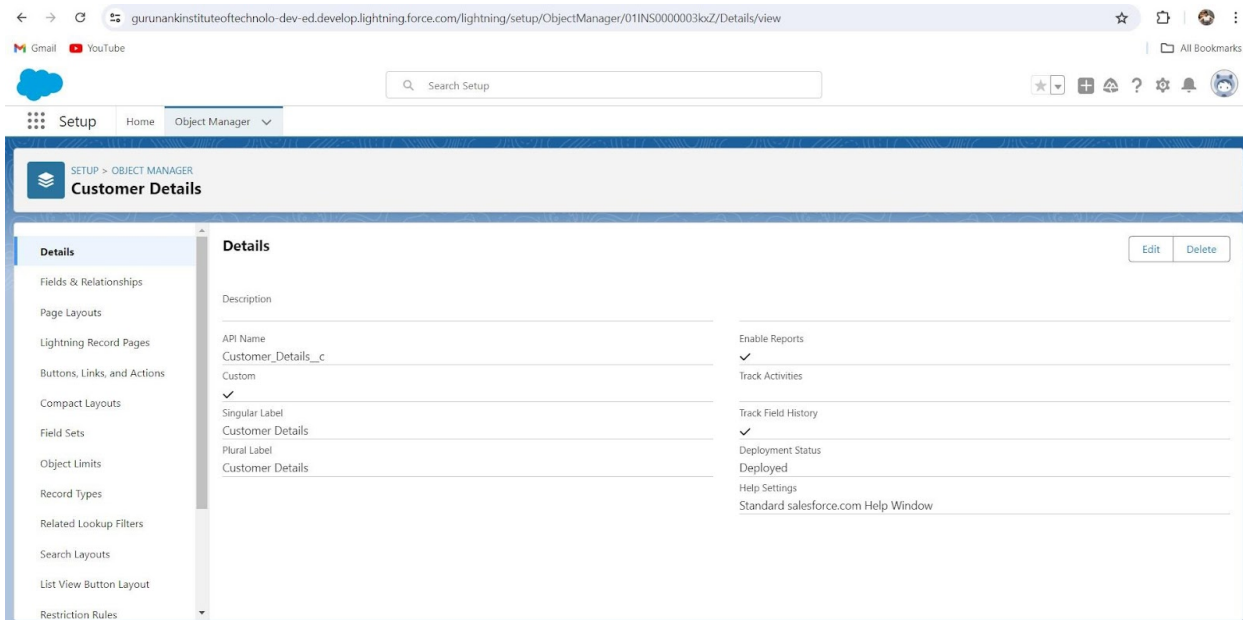 gurunankinstituteoftechnolo-dev-ed.develop.lightning.force.com/lightning/setup/ObjectManager/01INS0000003kxZ/Details/view
Gmail YouTube All Bookmarks
Search Setup
Setup Home Object Manager
SETUP > OBJECT MANAGER
Customer Details
Details
Fields & Relationships
Page Layouts
Lightning Record Pages
Buttons, Links, and Actions
Compact Layouts
Field Sets
Object Limits
Record Types
Related Lookup Filters
Search Layouts
List View Button Layout
Restriction Rules
Details
Edit Delete
Description
API Name
Customer_Details__c
Custom
Singular Label
Customer Details
Plural Label
Customer Details
Enable Reports
Track Activities
Track Field History
Deployment Status
Deployed
Help Settings
Standard salesforce.com Help Window